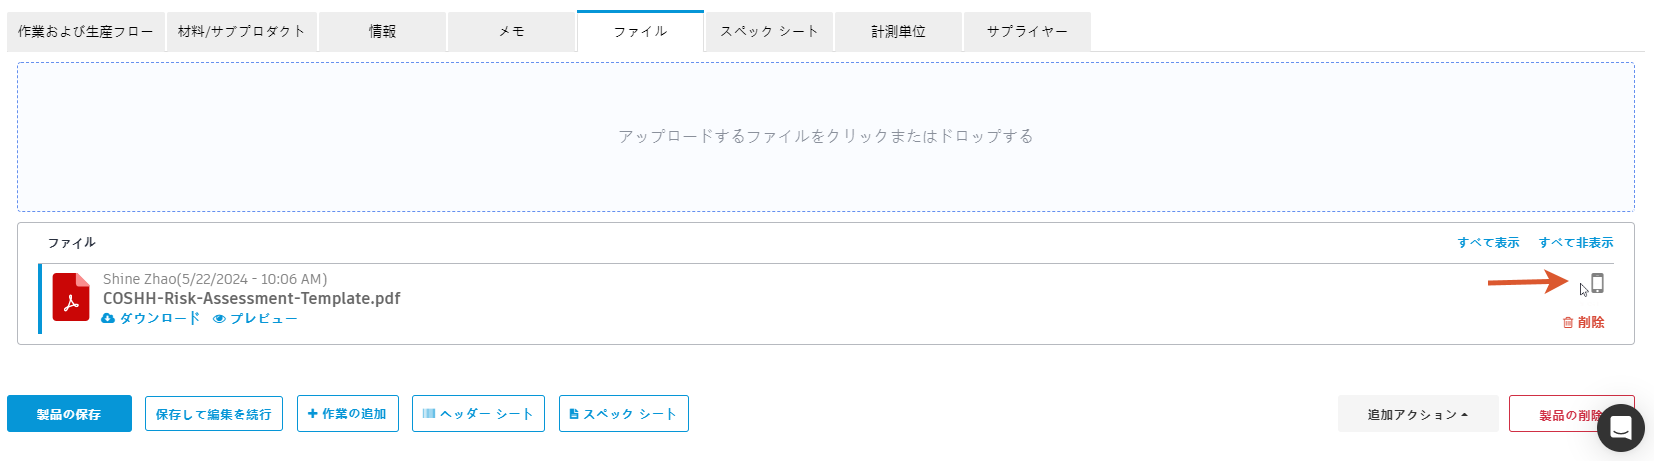 作業および生産フロー 材料/サブプロダクト 情報 メモ ファイル スペック シート 計測単位 サプライヤー
アップロードするファイルをクリックまたはドロップする
ファイル すべて表示 すべて非表示
Shine Zhao(5/22/2024 - 10:06 AM)
COSHH-Risk-Assessment-Template.pdf
ダウンロード プレビュー
削除
製品の保存 保存して編集を続行 作業の追加 ヘッダー シート スペック シート 追加アクション 製品の削除